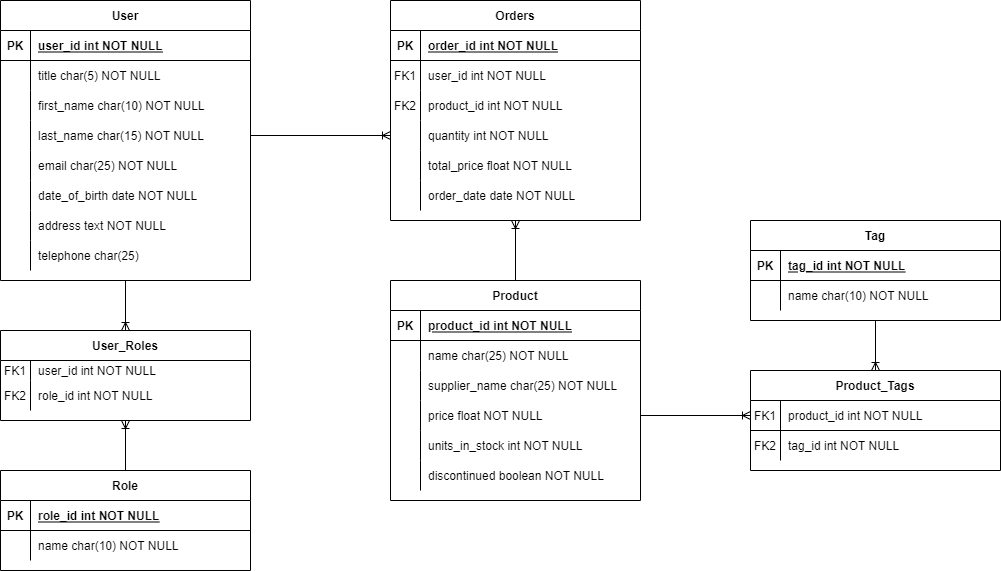 User
PK user_id int NOT NULL
title char(5) NOT NULL
first_name char(10) NOT NULL
last_name char(15) NOT NULL
email char(25) NOT NULL
date_of_birth date NOT NULL
address text NOT NULL
telephone char(25)
Orders
PK order_id int NOT NULL
FK1 user_id int NOT NULL
FK2 product_id int NOT NULL
quantity int NOT NULL
total_price float NOT NULL
order_date date NOT NULL
User_Roles
FK1 user_id int NOT NULL
FK2 role_id int NOT NULL
Role
PK role_id int NOT NULL
name char(10) NOT NULL
Product
PK product_id int NOT NULL
name char(25) NOT NULL
supplier_name char(25) NOT NULL
price float NOT NULL
units_in_stock int NOT NULL
discontinued boolean NOT NULL
Tag
PK tag_id int NOT NULL
name char(10) NOT NULL
Product_Tags
FK1 product_id int NOT NULL
FK2 tag_id int NOT NULL